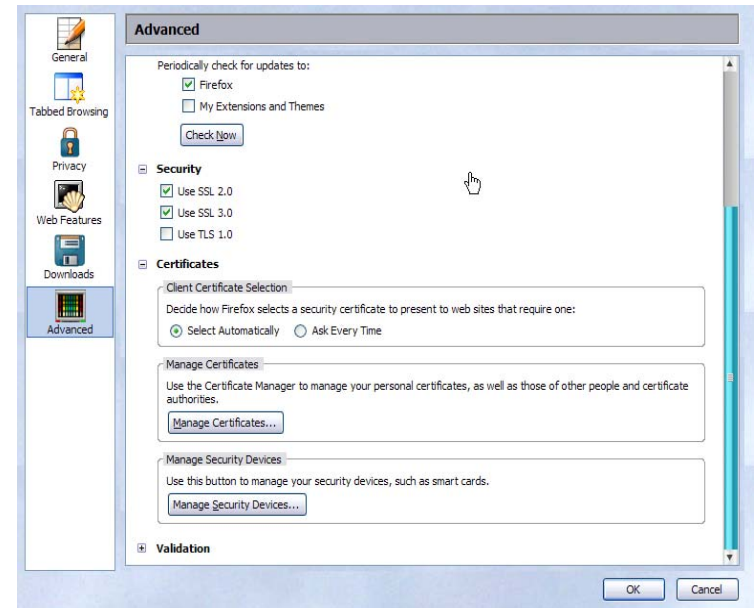 General
Tabbed Browsing
Privacy
Web Features
Downloads
Advanced
Advanced
Periodically check for updates to:
Firefox
My Extensions and Themes
Check Now
Security
Use SSL 2.0
Use SSL 3.0
Use TLS 1.0
Certificates
Client Certificate Selection
Decide how Firefox selects a security certificate to present to web sites that require one:
Select Automatically Ask Every Time
Manage Certificates
Use the Certificate Manager to manage your personal certificates, as well as those of other people and certificate
authorities.
Manage Certificates...
Manage Security Devices
Use this button to manage your security devices, such as smart cards.
Manage Security Devices...
Validation
OK Cancel